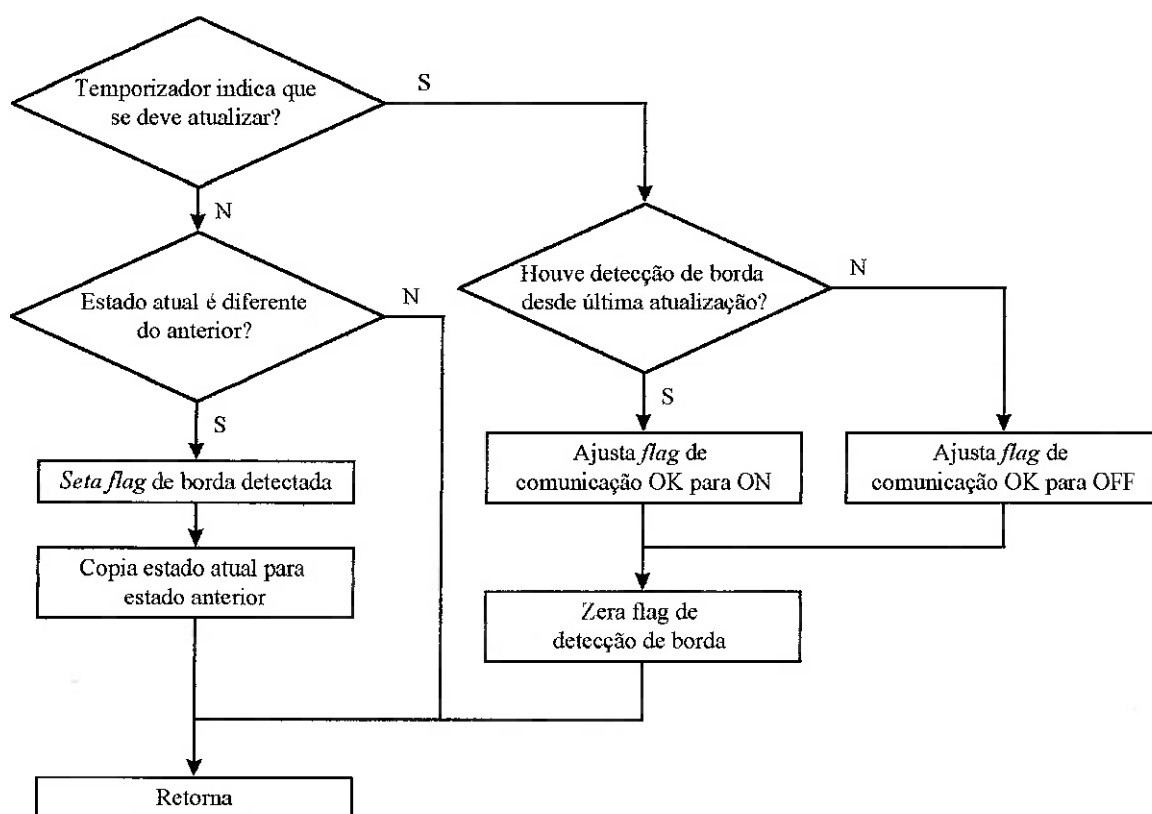 Temporizador indica que
se deve atualizar?
S
N
Houve detecção de borda
desde última atualização?
N
Estado atual é diferente
do anterior?
N
S
S
Seta flag de borda detectada
Ajusta flag de
comunicação OK para ON
Ajusta flag de
comunicação OK para OFF
Copia estado atual para
estado anterior
Zera flag de
detecção de borda
Retorna